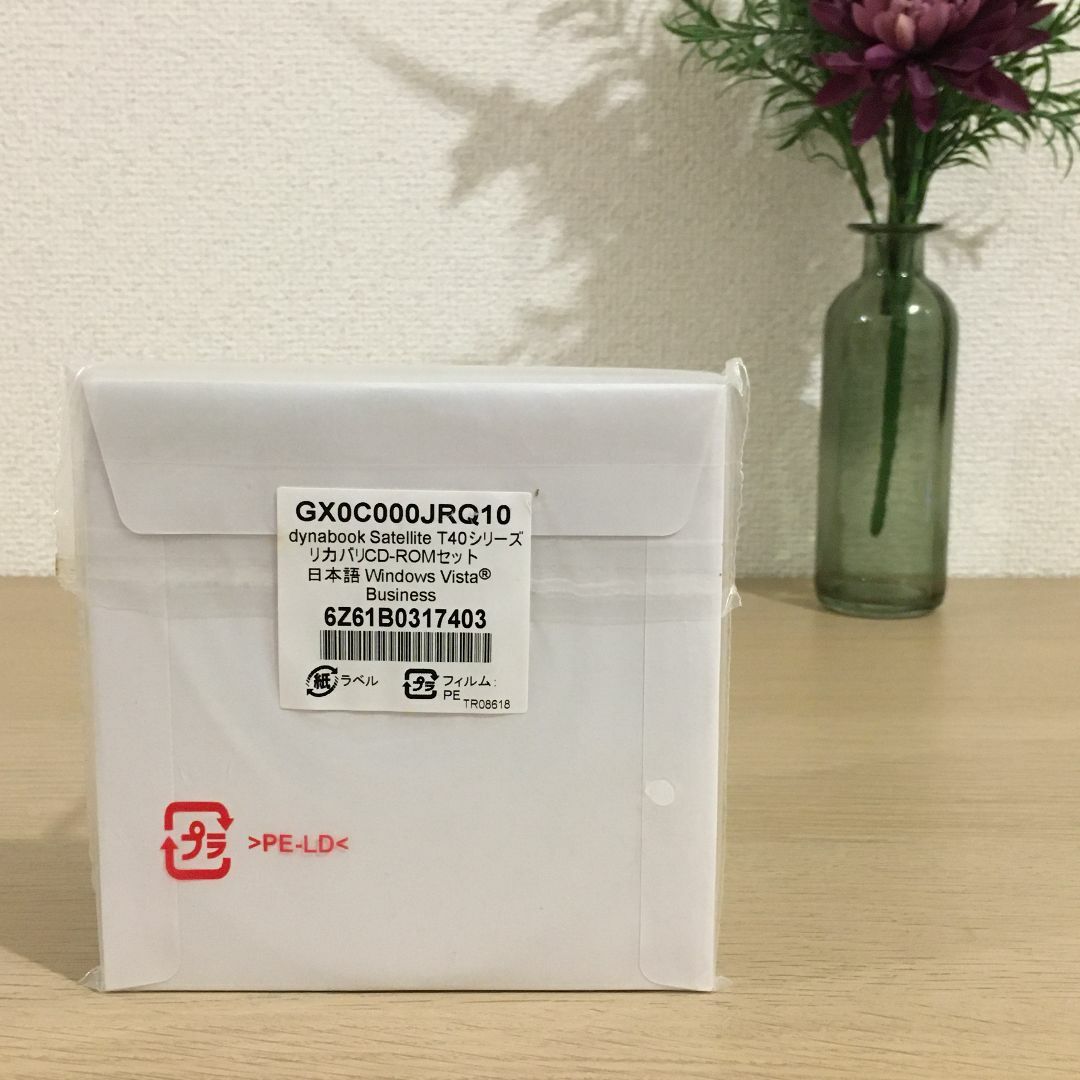 GX0C000JRQ10
dynabook Satellite T40シリーズ
リカバリCD-ROMセット
日本語 Windows Vista®
Business
6Z61B0317403
紙 ラベル
プラ フィルム:
PE
TR08618
プラ >PE-LD<